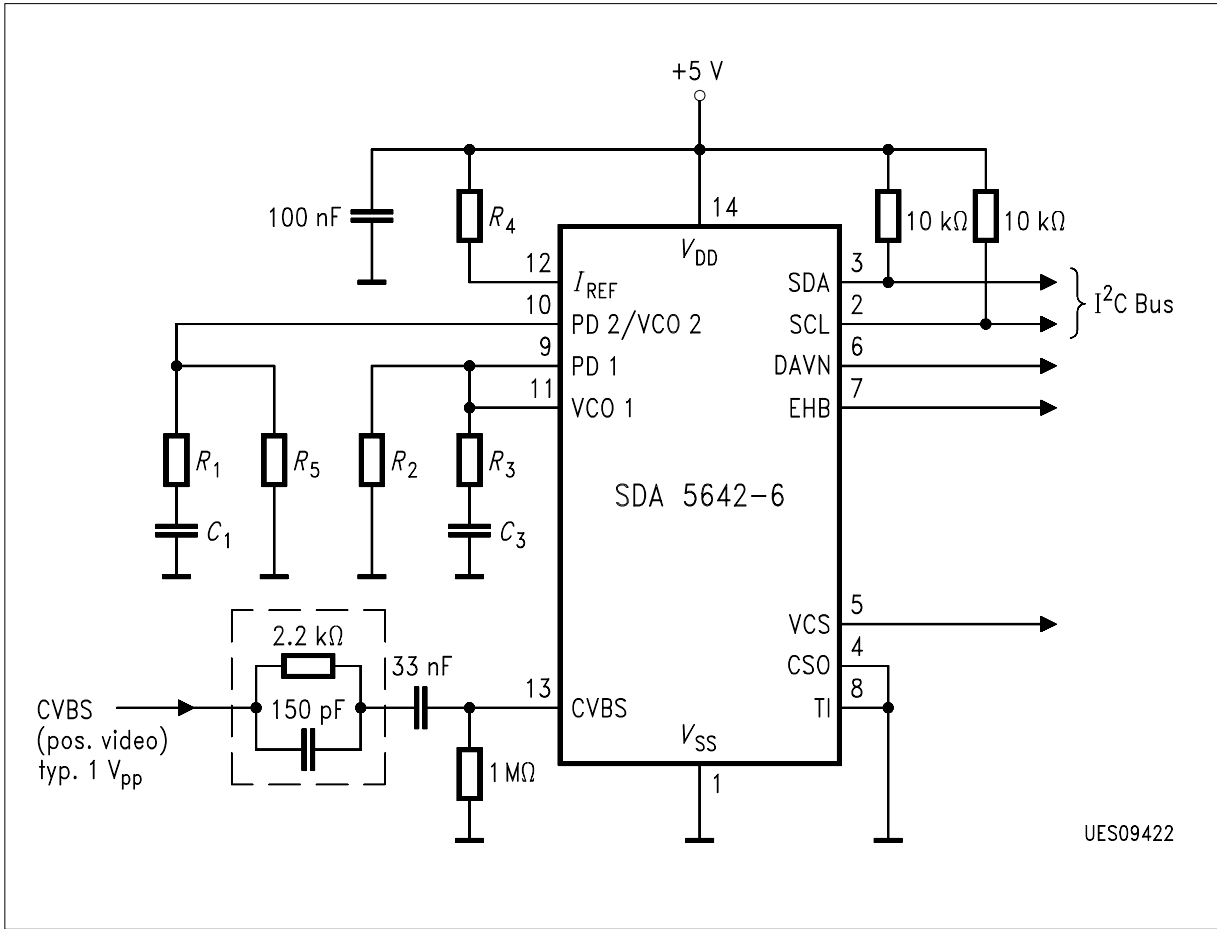 +5 V
100 nF
R4
14
10 kΩ
10 kΩ
VDD
12
IREF
3
SDA
I²C Bus
10
PD 2/VCO 2
2
SCL
9
PD 1
6
DAVN
11
VCO 1
7
EHB
R1
R5
R2
R3
SDA 5642-6
C1
C3
5
VCS
2.2 kΩ
4
CSO
33 nF
13
CVBS
8
TI
150 pF
CVBS
(pos. video)
typ. 1 Vpp
VSS
1 MΩ
1
UES09422